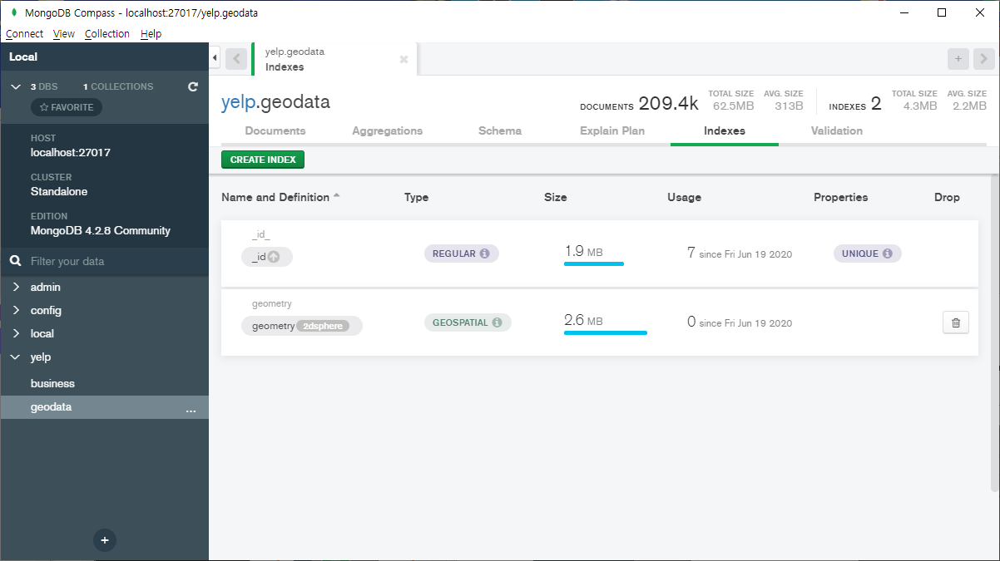 MongoDB Compass - localhost:27017/yelp.geodata
Connect View Collection Help
Local
3 DBS 1 COLLECTIONS
FAVORITE
HOST
localhost:27017
CLUSTER
Standalone
EDITION
MongoDB 4.2.8 Community
Filter your data
admin
config
local
yelp
business
geodata ...
yelp.geodata
Indexes
yelp.geodata
DOCUMENTS 209.4k
TOTAL SIZE
62.5MB
AVG. SIZE
313B
INDEXES 2
TOTAL SIZE
4.3MB
AVG. SIZE
2.2MB
Documents Aggregations Schema Explain Plan Indexes Validation
CREATE INDEX
Name and Definition Type Size Usage Properties Drop
_id_
_id REGULAR 1.9 MB 7 since Fri Jun 19 2020 UNIQUE
geometry
geometry 2dsphere GEOSPATIAL 2.6 MB 0 since Fri Jun 19 2020